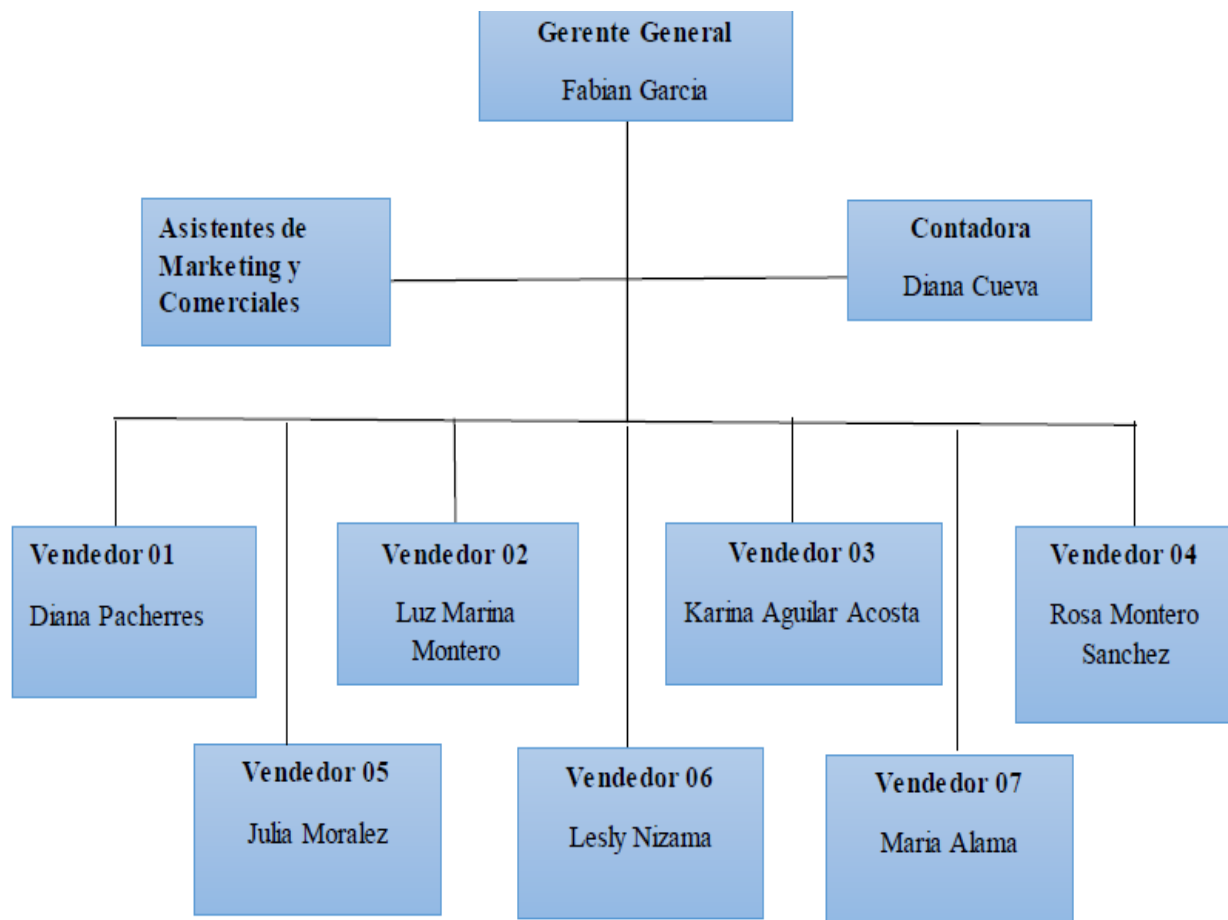 Gerente General
Fabian Garcia
Asistentes de
Marketing y
Comerciales
Contadora
Diana Cueva
Vendedor 01
Diana Pacherres
Vendedor 02
Luz Marina
Montero
Vendedor 03
Karina Aguilar Acosta
Vendedor 04
Rosa Montero
Sanchez
Vendedor 05
Julia Moralez
Vendedor 06
Lesly Nizama
Vendedor 07
Maria Alama